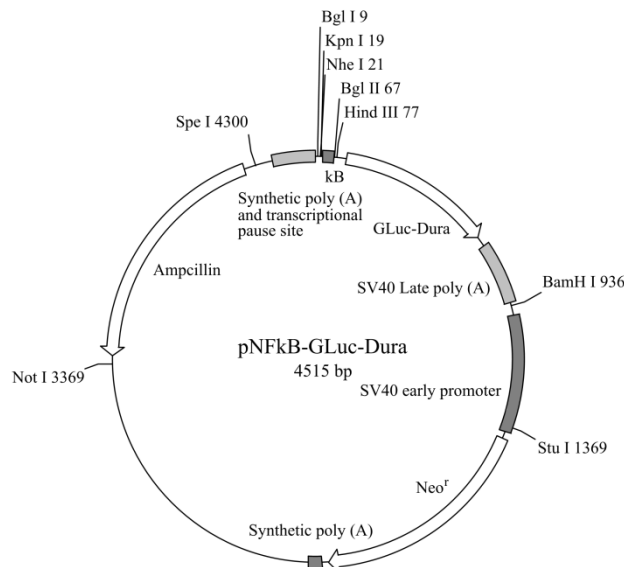 Bgl I 9
Kpn I 19
Nhe I 21
Bgl II 67
Hind III 77
Spe I 4300
kB
Synthetic poly (A)
and transcriptional
pause site
GLuc-Dura
Ampcillin
SV40 Late poly (A)
BamH I 936
pNFkB-GLuc-Dura
4515 bp
Not I 3369
SV40 early promoter
Stu I 1369
Neoʳ
Synthetic poly (A)